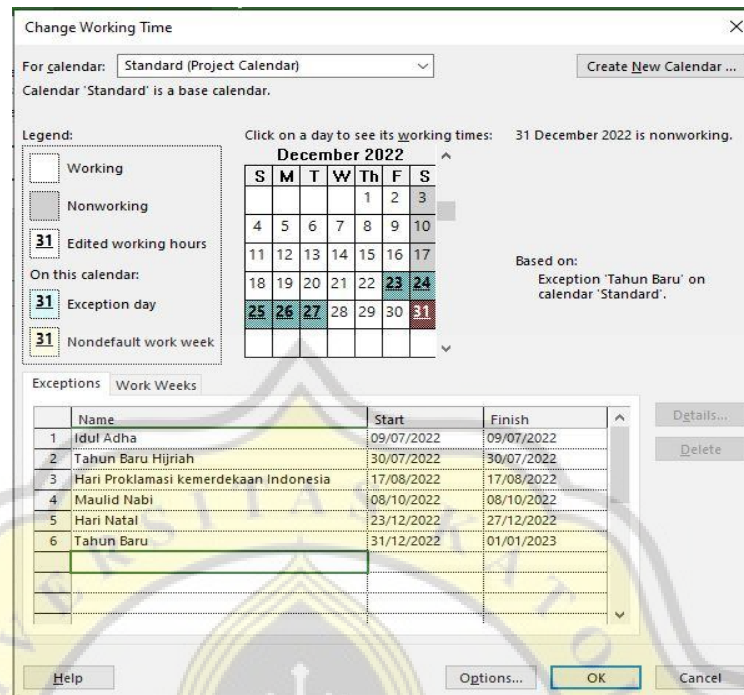 Change Working Time
For calendar: Standard (Project Calendar)
Create New Calendar ...
Calendar 'Standard' is a base calendar.
Legend:
Working
Nonworking
31 Edited working hours
On this calendar:
31 Exception day
31 Nondefault work week
Click on a day to see its working times:
December 2022
S M T W Th F S
1 2 3
4 5 6 7 8 9 10
11 12 13 14 15 16 17
18 19 20 21 22 23 24
25 26 27 28 29 30 31
31 December 2022 is nonworking.
Based on:
Exception 'Tahun Baru' on
calendar 'Standard'.
Exceptions Work Weeks
Name Start Finish
1 Idul Adha 09/07/2022 09/07/2022
2 Tahun Baru Hijriah 30/07/2022 30/07/2022
3 Hari Proklamasi kemerdekaan Indonesia 17/08/2022 17/08/2022
4 Maulid Nabi 08/10/2022 08/10/2022
5 Hari Natal 23/12/2022 27/12/2022
6 Tahun Baru 31/12/2022 01/01/2023
Details...
Delete
Help
Options...
OK
Cancel